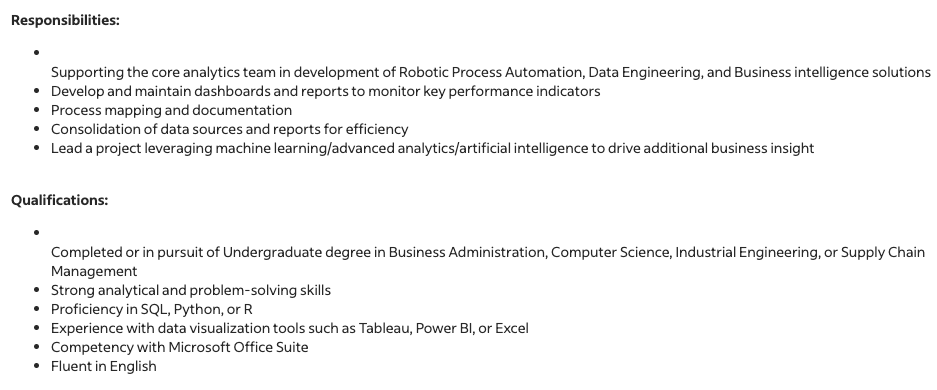 Responsibilities:
•
Supporting the core analytics team in development of Robotic Process Automation, Data Engineering, and Business intelligence solutions
• Develop and maintain dashboards and reports to monitor key performance indicators
• Process mapping and documentation
• Consolidation of data sources and reports for efficiency
• Lead a project leveraging machine learning/advanced analytics/artificial intelligence to drive additional business insight
Qualifications:
•
Completed or in pursuit of Undergraduate degree in Business Administration, Computer Science, Industrial Engineering, or Supply Chain
Management
• Strong analytical and problem-solving skills
• Proficiency in SQL, Python, or R
• Experience with data visualization tools such as Tableau, Power BI, or Excel
• Competency with Microsoft Office Suite
• Fluent in English